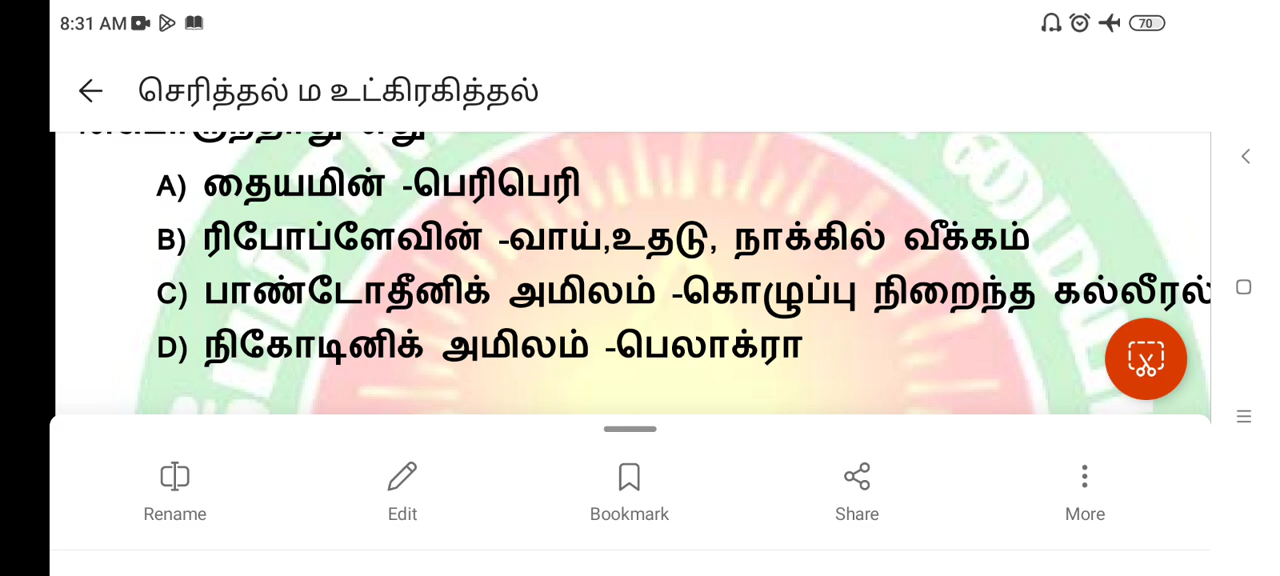 8:31 AM
70
செரித்தல் ம உட்கிரகித்தல்
எது
A) தையமின் -பெரிபெரி
B) ரிபோப்ளேவின் -வாய்,உதடு, நாக்கில் வீக்கம்
C) பாண்டோதீனிக் அமிலம் -கொழுப்பு நிறைந்த கல்லீரல்
D) நிகோடினிக் அமிலம் -பெலாக்ரா
Rename Edit Bookmark Share More